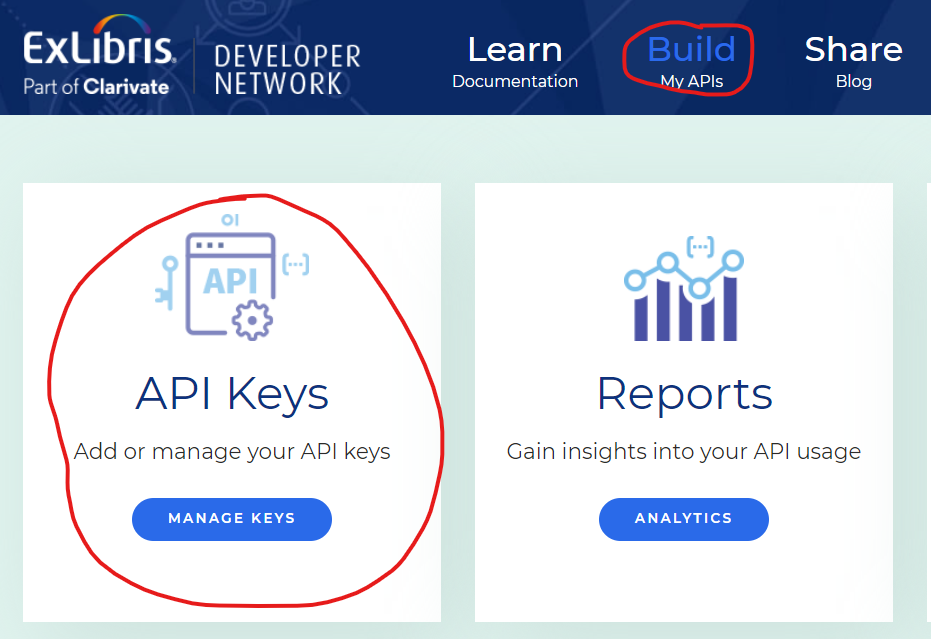 ExLibris®
Part of Clarivate
DEVELOPER
NETWORK
Learn
Documentation
Build
My APIs
Share
Blog
OI
{...}
API
API Keys
Add or manage your API keys
MANAGE KEYS
{...}
Reports
Gain insights into your API usage
ANALYTICS